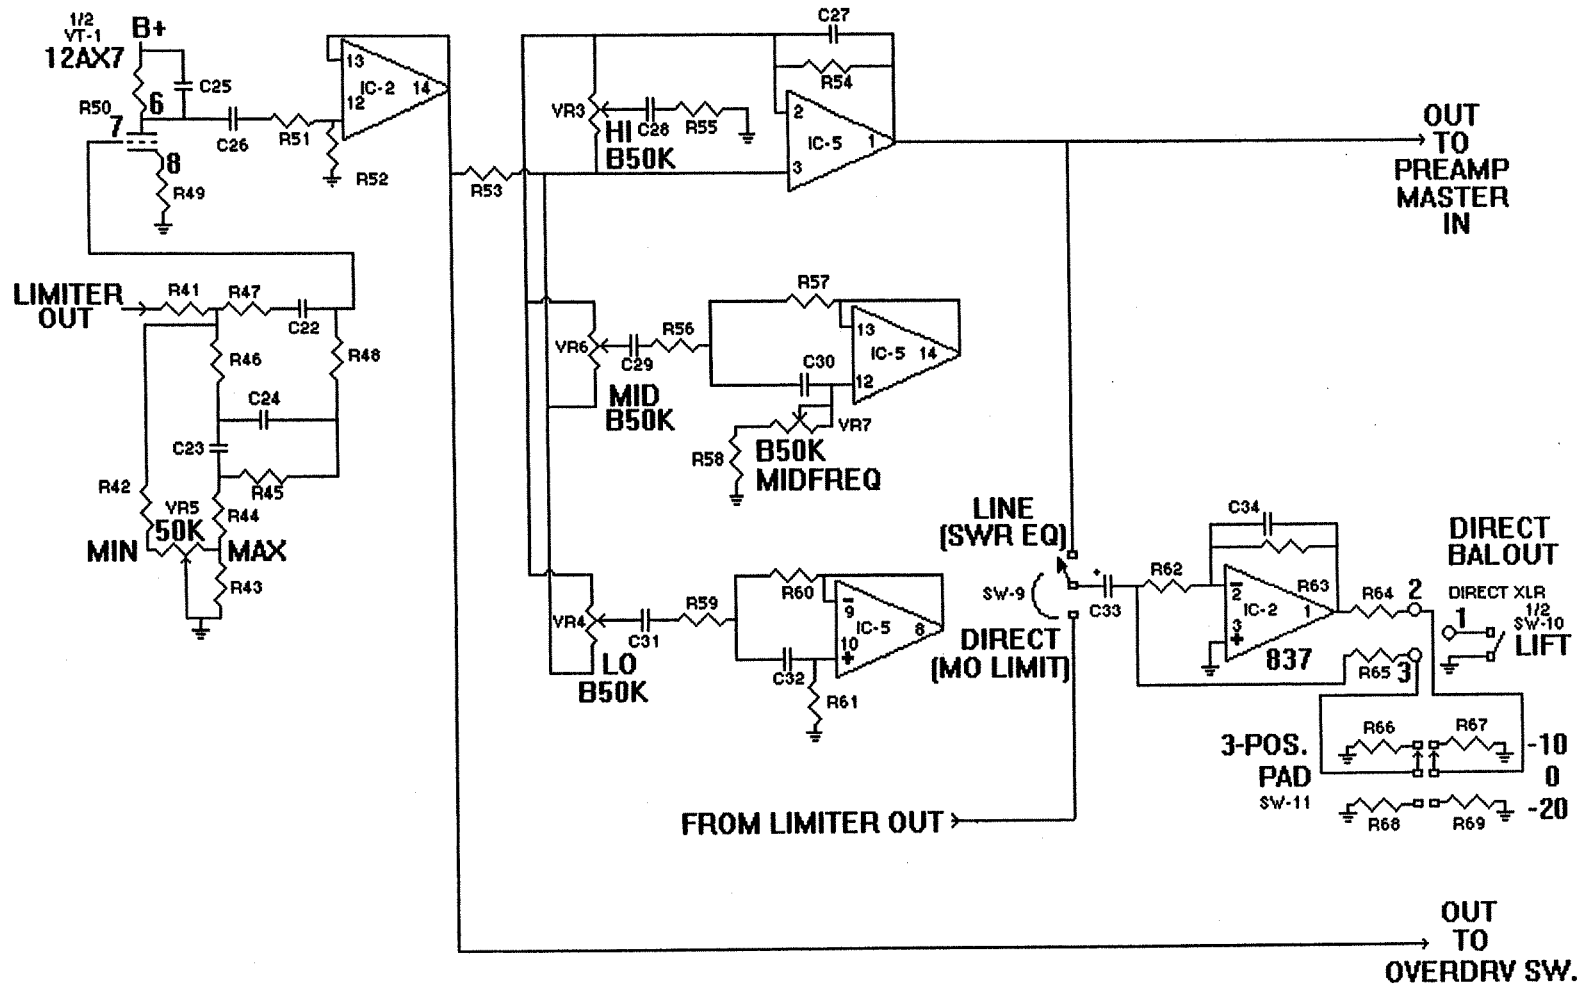 1/2
VT-1
12AX7
B+
C25
R50
6
7
8
C26
R51
R49
R52
13
12
IC-2
14
R53
C27
R54
VR3
C28
R55
HI
B50K
2
3
IC-5
1
OUT
TO
PREAMP
MASTER
IN
LIMITER
OUT
R41
R47
C22
R46
R48
C24
C23
R45
R42
VR5
50K
R44
MIN
MAX
R43
R57
VR6
C29
R56
MID
B50K
13
12
IC-5
14
C30
VR7
R58
B50K
MIDFREQ
R60
VR4
C31
R59
LO
B50K
9
10
IC-5
8
C32
R61
LINE
(SWR EQ)
SW-9
DIRECT
(MO LIMIT)
+
C33
R62
C34
R63
2
3
+
IC-2
1
837
R64
2
R65
3
DIRECT
BALOUT
DIRECT XLR
1
1/2
SW-10
LIFT
3-POS.
PAD
SW-11
R66
R67
-10
0
R68
R69
-20
FROM LIMITER OUT
OUT
TO
OVERDRV SW.